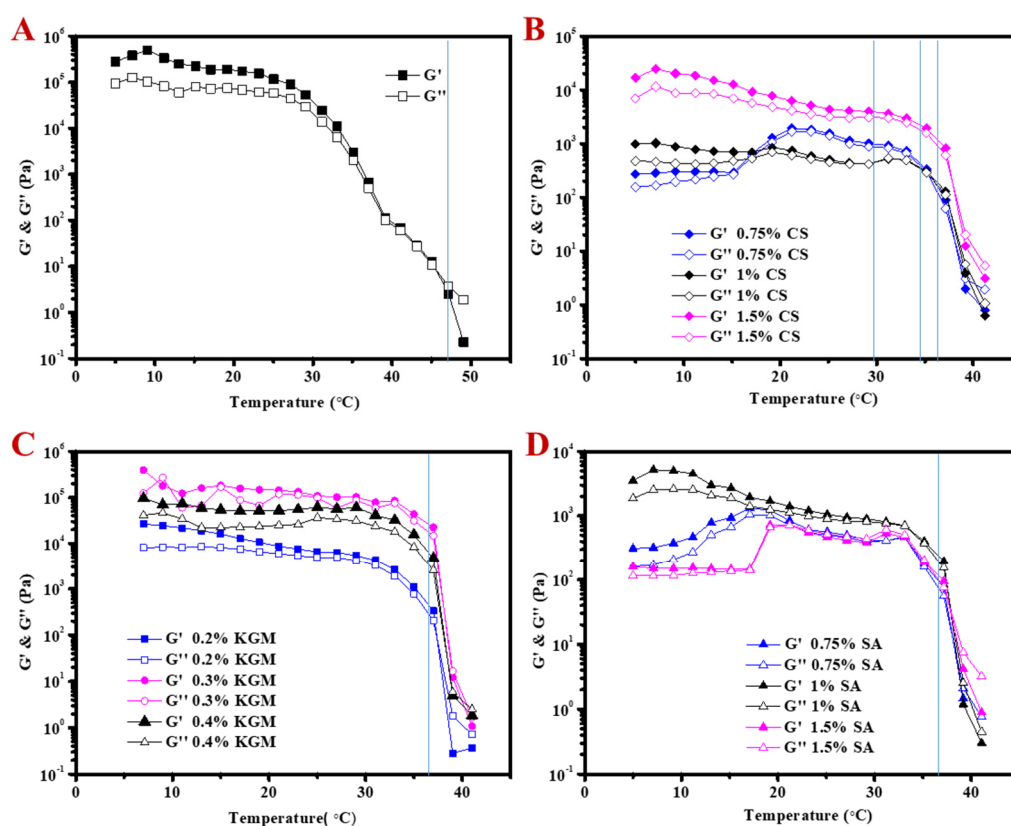 A
10^6
10^5
10^4
10^3
10^2
10^1
10^0
10^-1
G' & G'' (Pa)
G'
G''
0 10 20 30 40 50
Temperature (°C)
B
10^5
10^4
10^3
10^2
10^1
10^0
10^-1
G' & G'' (Pa)
G' 0.75% CS
G'' 0.75% CS
G' 1% CS
G'' 1% CS
G' 1.5% CS
G'' 1.5% CS
0 10 20 30 40
Temperature (°C)
C
10^6
10^5
10^4
10^3
10^2
10^1
10^0
10^-1
G' & G'' (Pa)
G' 0.2% KGM
G'' 0.2% KGM
G' 0.3% KGM
G'' 0.3% KGM
G' 0.4% KGM
G'' 0.4% KGM
0 10 20 30 40
Temperature( °C)
D
10^4
10^3
10^2
10^1
10^0
10^-1
G' & G'' (Pa)
G' 0.75% SA
G'' 0.75% SA
G' 1% SA
G'' 1% SA
G' 1.5% SA
G'' 1.5% SA
0 10 20 30 40
Temperature (°C)